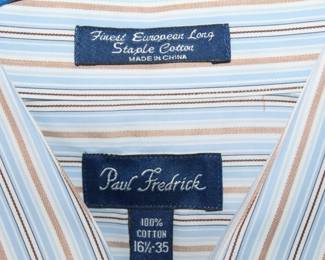 Finest European Long
Staple Cotton
MADE IN CHINA
Paul Fredrick
100%
COTTON
16½-35